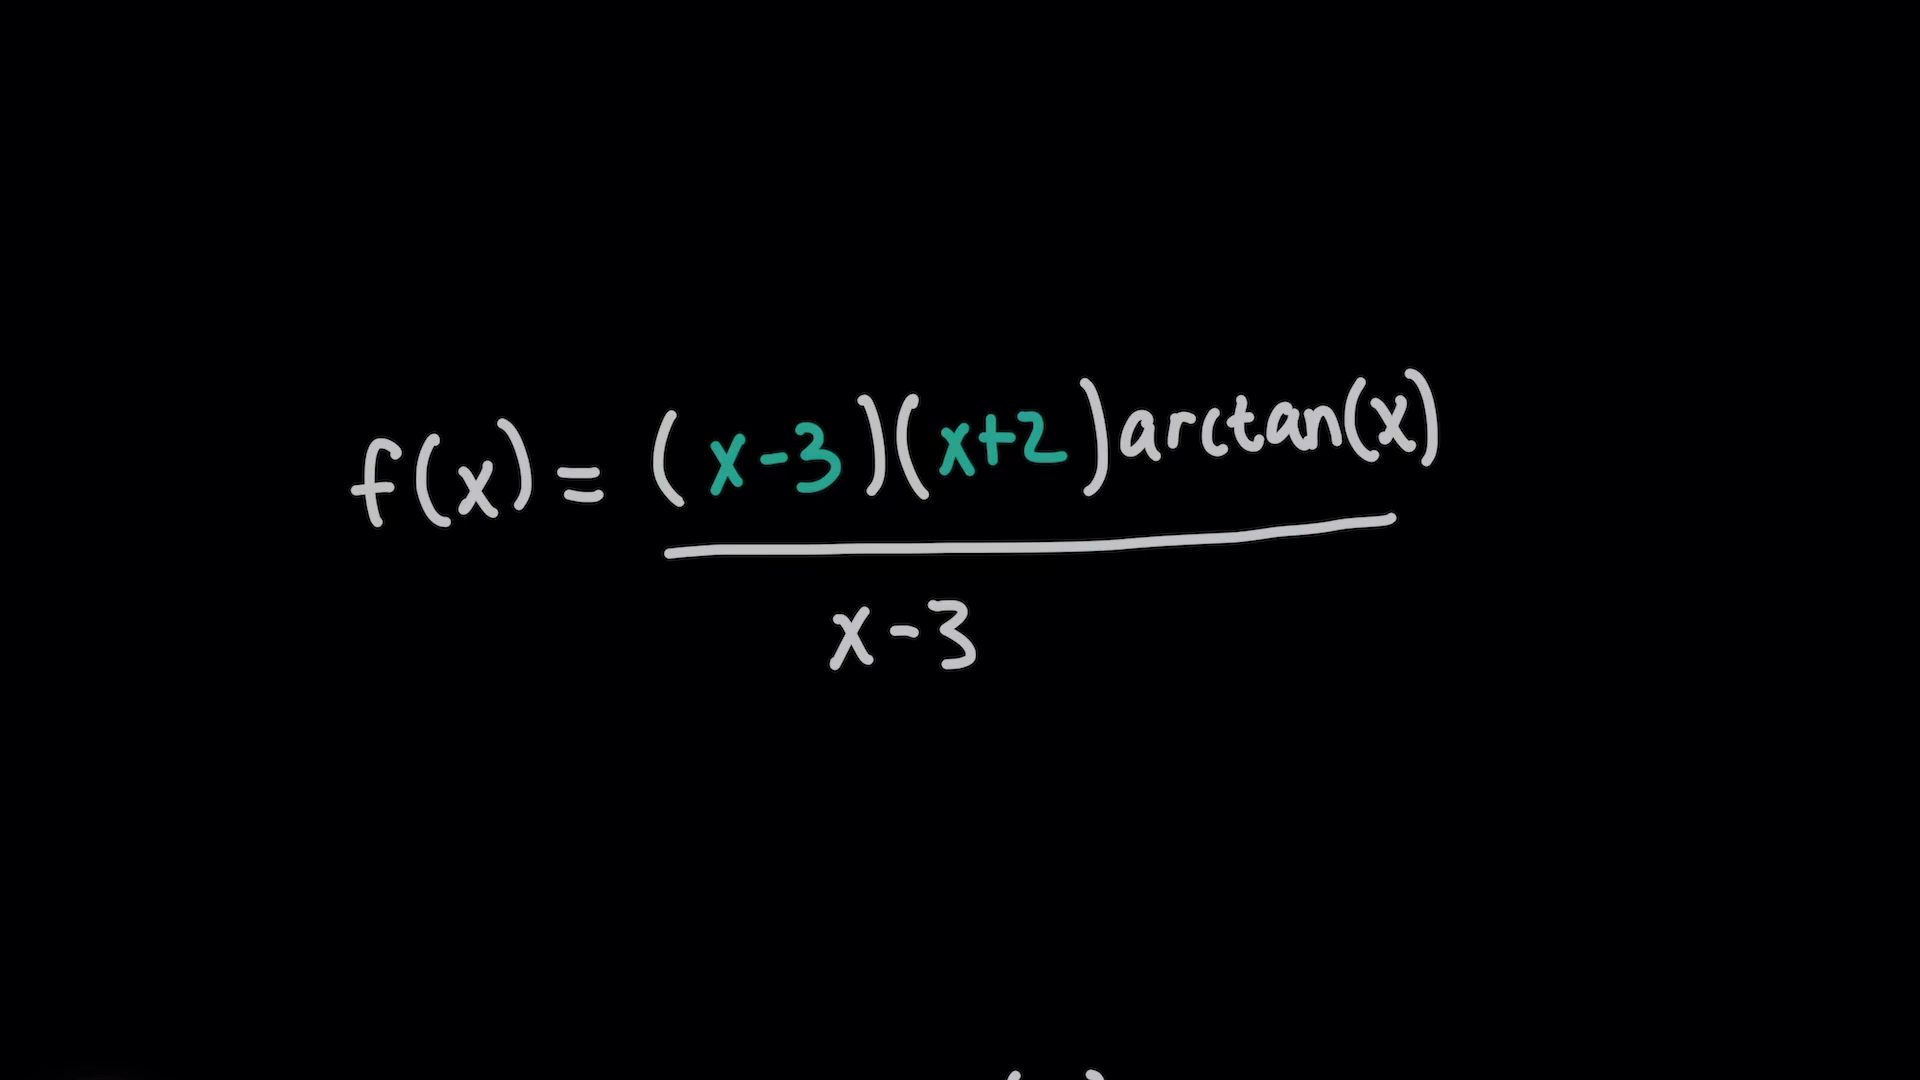 f(x) = (x-3)(x+2)arctan(x)
x-3